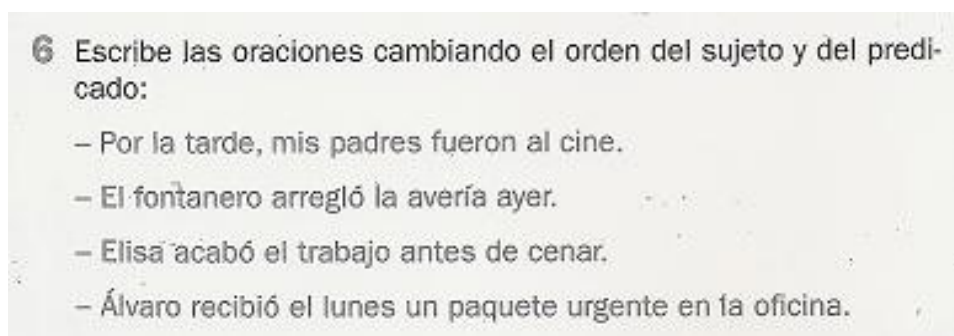 6 Escribe las oraciones cambiando el orden del sujeto y del predi-
cado:
– Por la tarde, mis padres fueron al cine.
– El fontanero arregló la avería ayer.
– Elisa acabó el trabajo antes de cenar.
– Álvaro recibió el lunes un paquete urgente en la oficina.